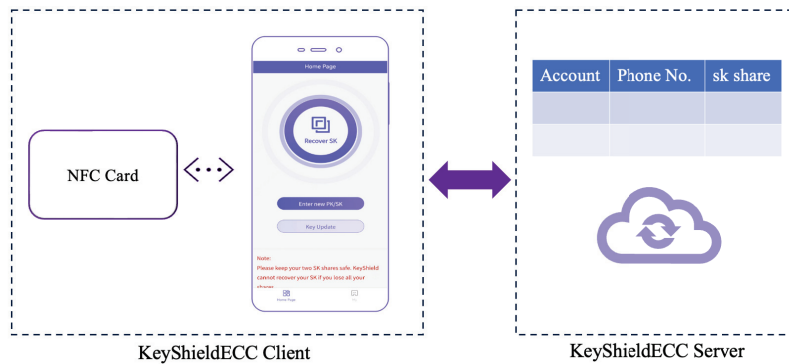 Home Page
Recover SK
NFC Card
Enter new PK/SK
Key Update
Note:
Please keep your two SK shares safe. KeyShield
cannot recover your SK if you lose all your
shares
Home Page
Account Phone No. sk share
KeyShieldECC Client
KeyShieldECC Server